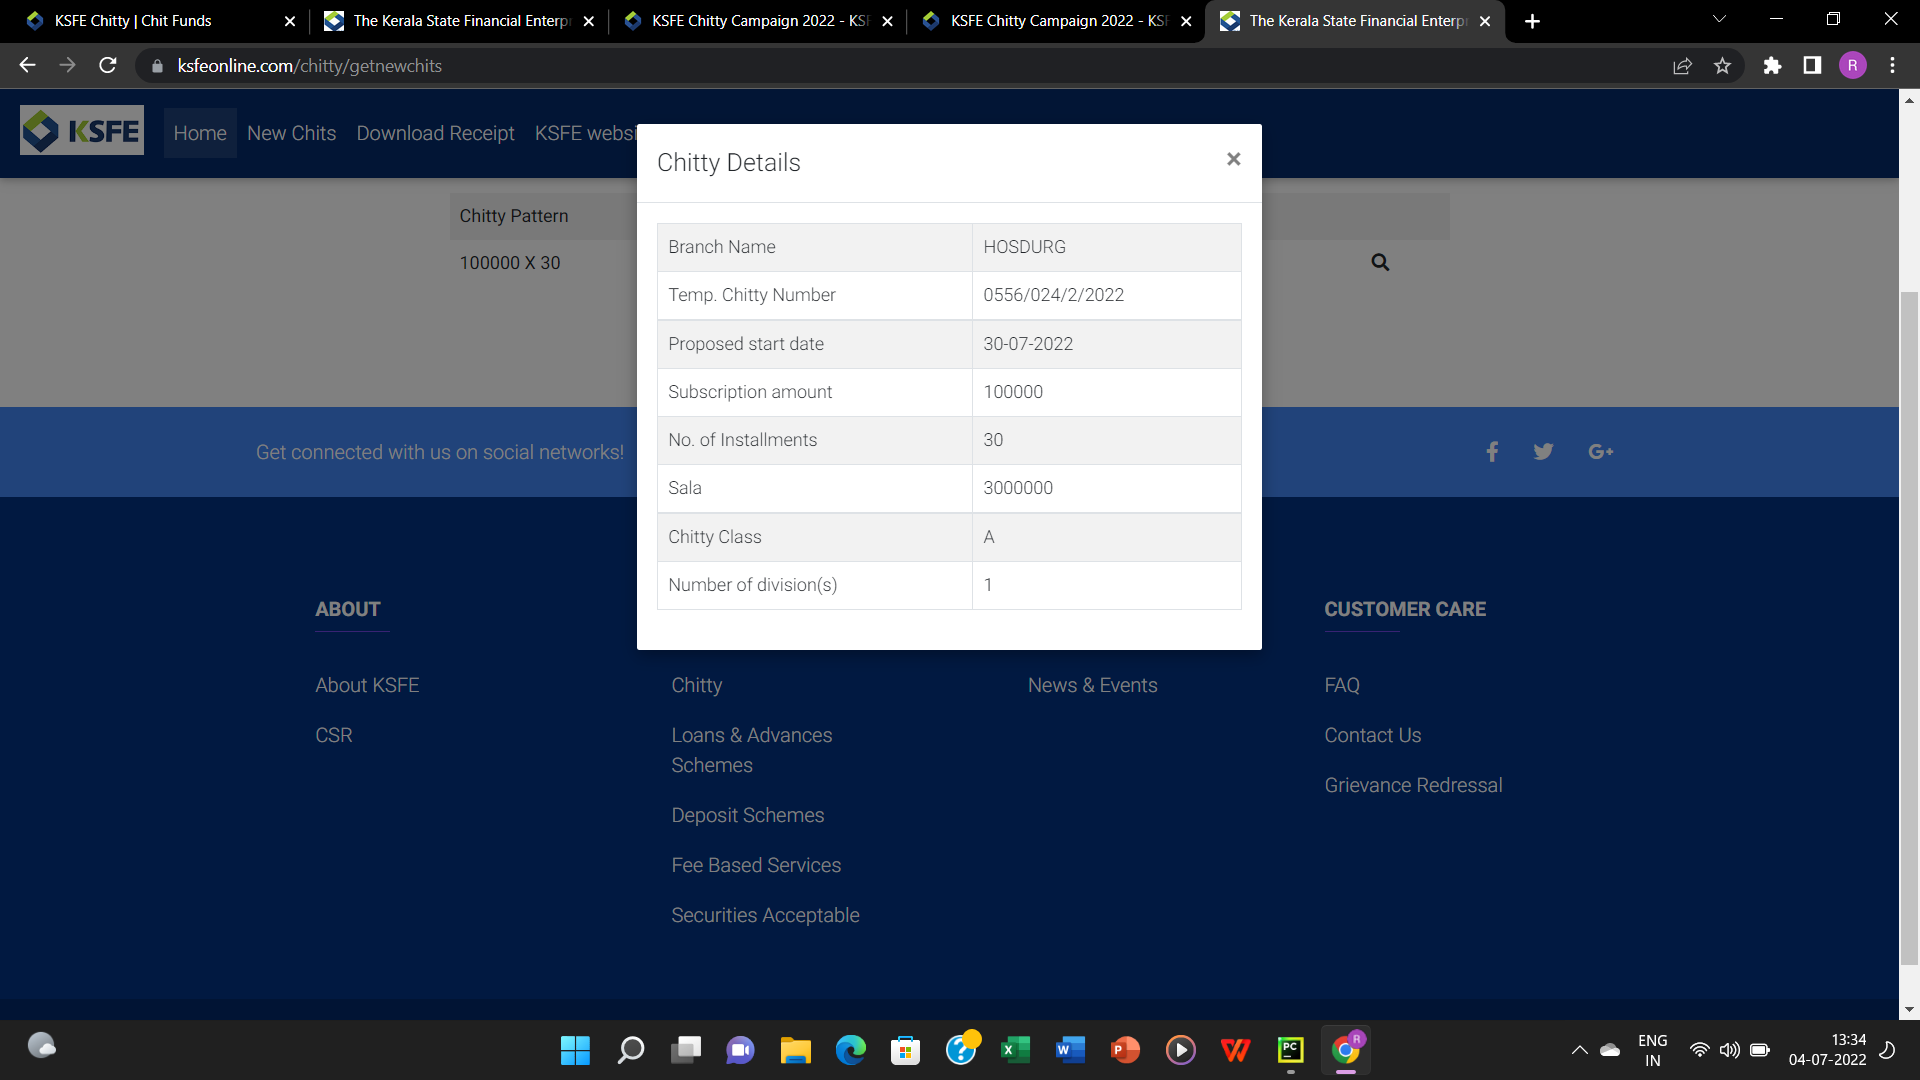 KSFE Chitty | Chit Funds
The Kerala State Financial Enterp
KSFE Chitty Campaign 2022 - KSF
KSFE Chitty Campaign 2022 - KSF
The Kerala State Financial Enterp
ksfeonline.com/chitty/getnewchits
R
KSFE
Home
New Chits
Download Receipt
KSFE websi
Chitty Details
×
Chitty Pattern
100000 X 30
Branch Name HOSDURG
Temp. Chitty Number 0556/024/2/2022
Proposed start date 30-07-2022
Subscription amount 100000
No. of Installments 30
Sala 3000000
Chitty Class A
Number of division(s) 1
Get connected with us on social networks!
G+
ABOUT
About KSFE
CSR
Chitty
Loans & Advances
Schemes
Deposit Schemes
Fee Based Services
Securities Acceptable
News & Events
CUSTOMER CARE
FAQ
Contact Us
Grievance Redressal
PC
R
ENG
IN
13:34
04-07-2022